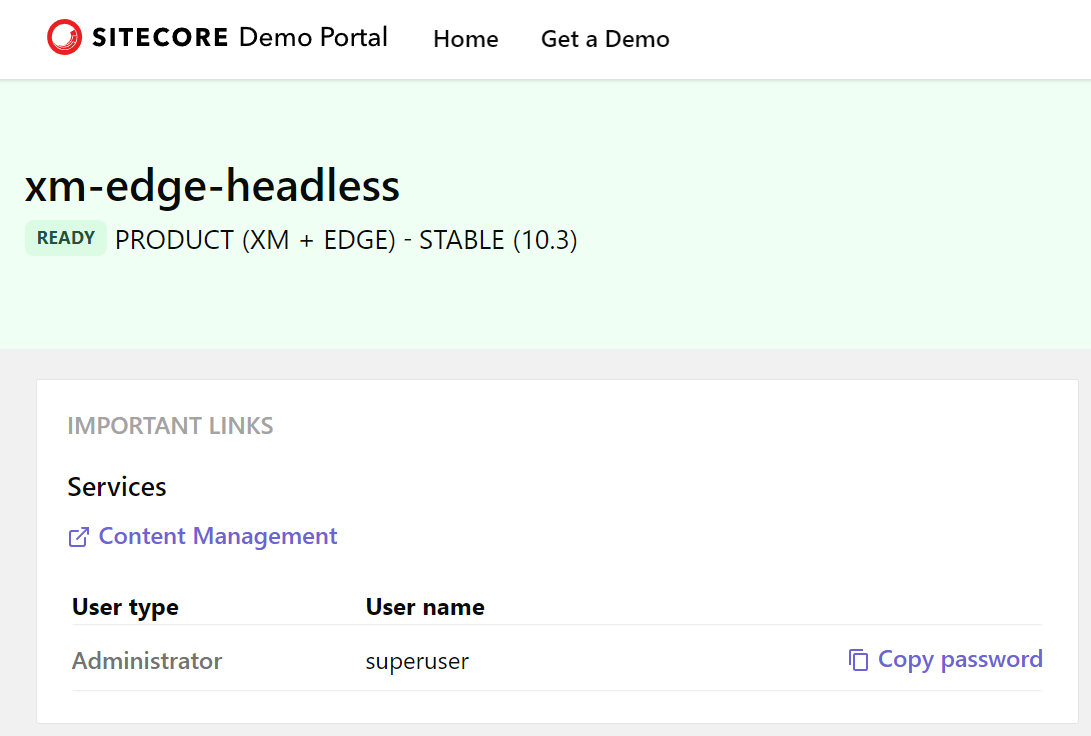 SITECORE Demo Portal Home Get a Demo
xm-edge-headless
READY PRODUCT (XM + EDGE) - STABLE (10.3)
IMPORTANT LINKS
Services
Content Management
User type User name
Administrator superuser Copy password